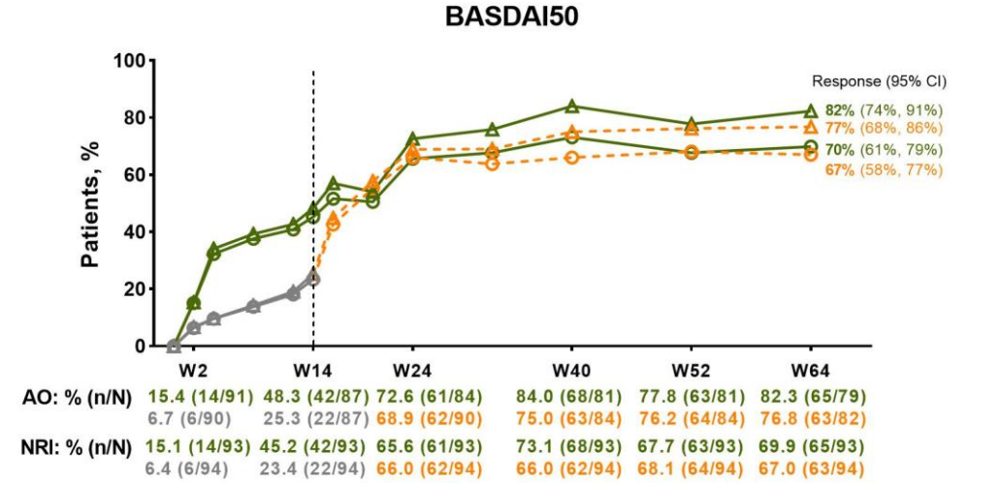 BASDAI50
Response (95% CI)
100
80
60
40
20
0
Patients, %
82% (74%, 91%)
77% (68%, 86%)
70% (61%, 79%)
67% (58%, 77%)
W2 W14 W24 W40 W52 W64
AO: % (n/N) 15.4 (14/91) 48.3 (42/87) 72.6 (61/84) 84.0 (68/81) 77.8 (63/81) 82.3 (65/79)
6.7 (6/90) 25.3 (22/87) 68.9 (62/90) 75.0 (63/84) 76.2 (64/84) 76.8 (63/82)
NRI: % (n/N) 15.1 (14/93) 45.2 (42/93) 65.6 (61/93) 73.1 (68/93) 67.7 (63/93) 69.9 (65/93)
6.4 (6/94) 23.4 (22/94) 66.0 (62/94) 66.0 (62/94) 68.1 (64/94) 67.0 (63/94)